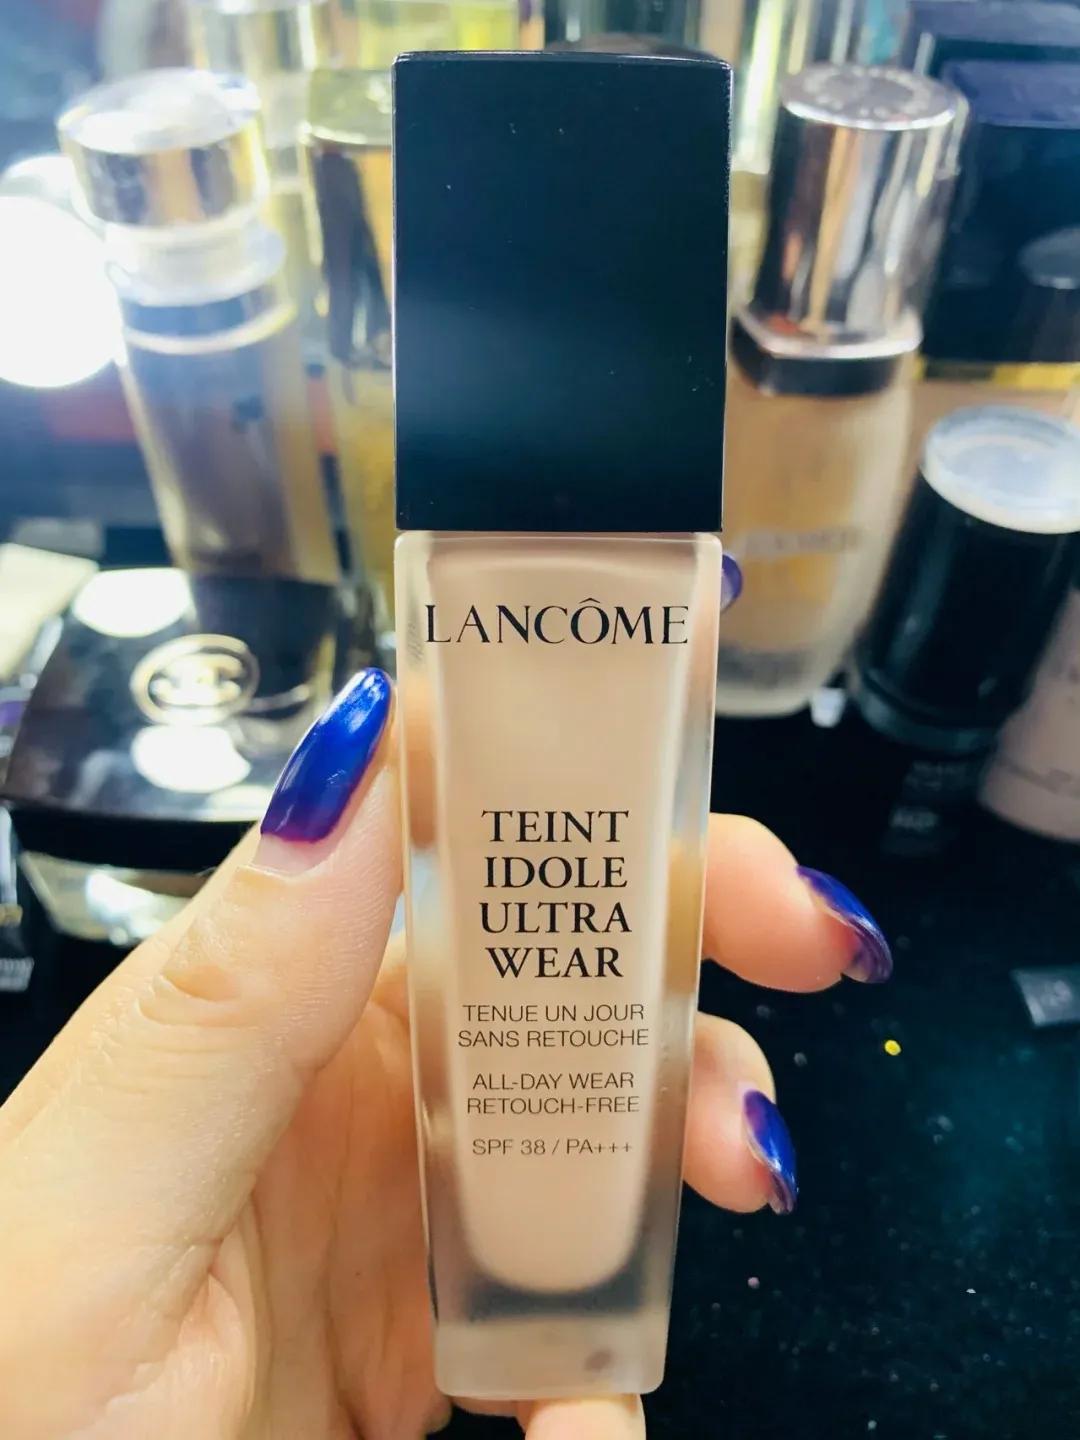 LANCÔME
TEINT
IDOLE
ULTRA
WEAR
TENUE UN JOUR
SANS RETOUCHE
ALL-DAY WEAR
RETOUCH-FREE
SPF 38 / PA+++